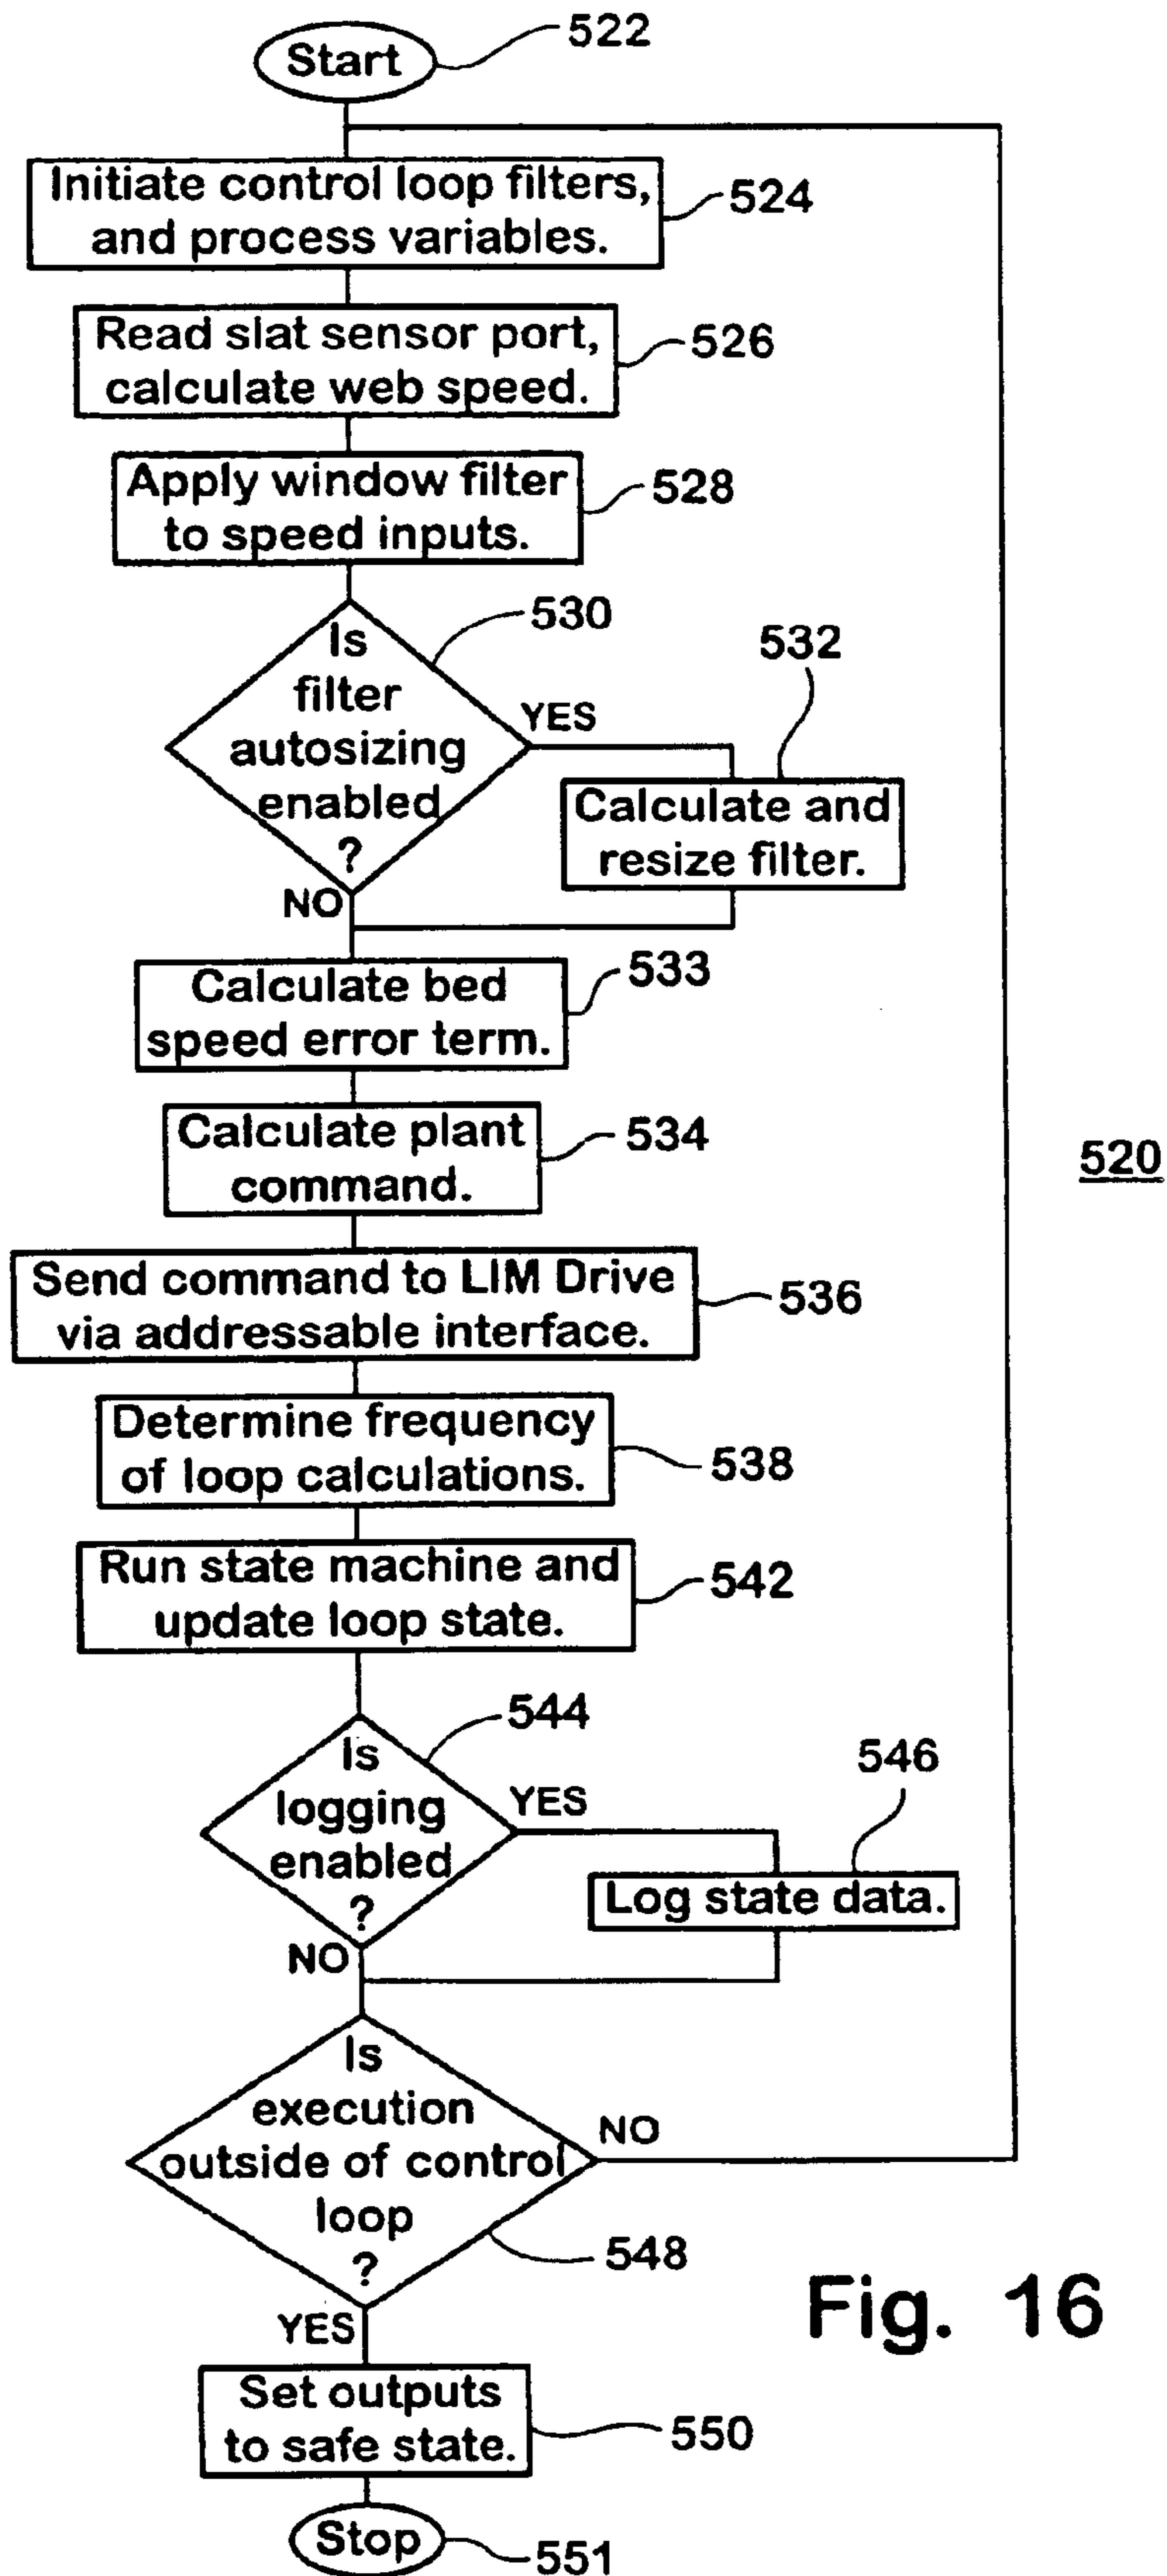 Start
522
Initiate control loop filters,
and process variables.
524
Read slat sensor port,
calculate web speed.
526
Apply window filter
to speed inputs.
528
Is
filter
autosizing
enabled
?
530
YES
NO
532
Calculate and
resize filter.
Calculate bed
speed error term.
533
Calculate plant
command.
534
520
Send command to LIM Drive
via addressable interface.
536
Determine frequency
of loop calculations.
538
Run state machine and
update loop state.
542
Is
logging
enabled
?
544
YES
NO
546
Log state data.
Is
execution
outside of control
loop
?
NO
548
YES
Set outputs
to safe state.
550
Stop
551
Fig. 16